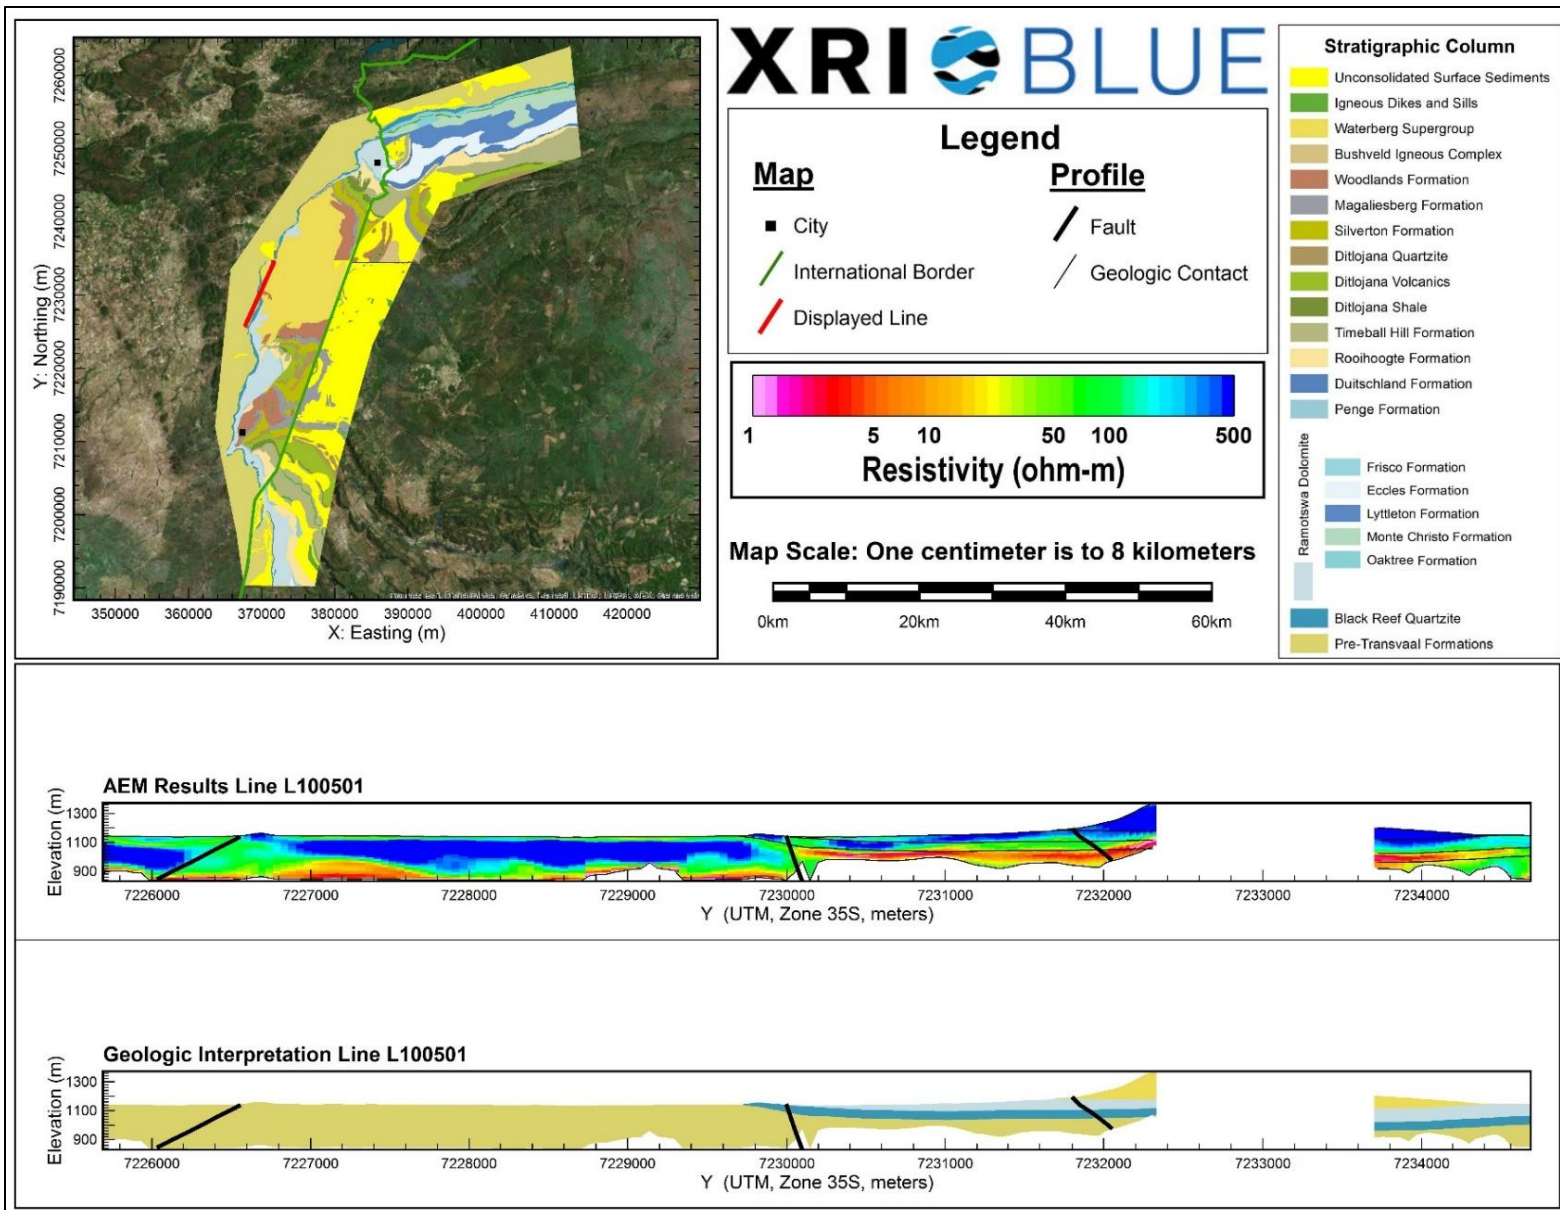 XRI BLUE
7260000
7250000
7240000
7230000
7220000
7210000
7200000
7190000
Y: Northing (m)
350000 360000 370000 380000 390000 400000 410000 420000
X: Easting (m)
Legend
Map
City
International Border
Displayed Line
Profile
Fault
Geologic Contact
1 5 10 50 100 500
Resistivity (ohm-m)
Map Scale: One centimeter is to 8 kilometers
0km 20km 40km 60km
Stratigraphic Column
Unconsolidated Surface Sediments
Igneous Dikes and Sills
Waterberg Supergroup
Bushveld Igneous Complex
Woodlands Formation
Magaliesberg Formation
Silverton Formation
Ditlojana Quartzite
Ditlojana Volcanics
Ditlojana Shale
Timeball Hill Formation
Rooihoogte Formation
Duitschland Formation
Penge Formation
Ramotswa Dolomite
Frisco Formation
Eccles Formation
Lyttleton Formation
Monte Christo Formation
Oaktree Formation
Black Reef Quartzite
Pre-Transvaal Formations
AEM Results Line L100501
Elevation (m)
1300
1100
900
7226000 7227000 7228000 7229000 7230000 7231000 7232000 7233000 7234000
Y (UTM, Zone 35S, meters)
Geologic Interpretation Line L100501
Elevation (m)
1300
1100
900
7226000 7227000 7228000 7229000 7230000 7231000 7232000 7233000 7234000
Y (UTM, Zone 35S, meters)